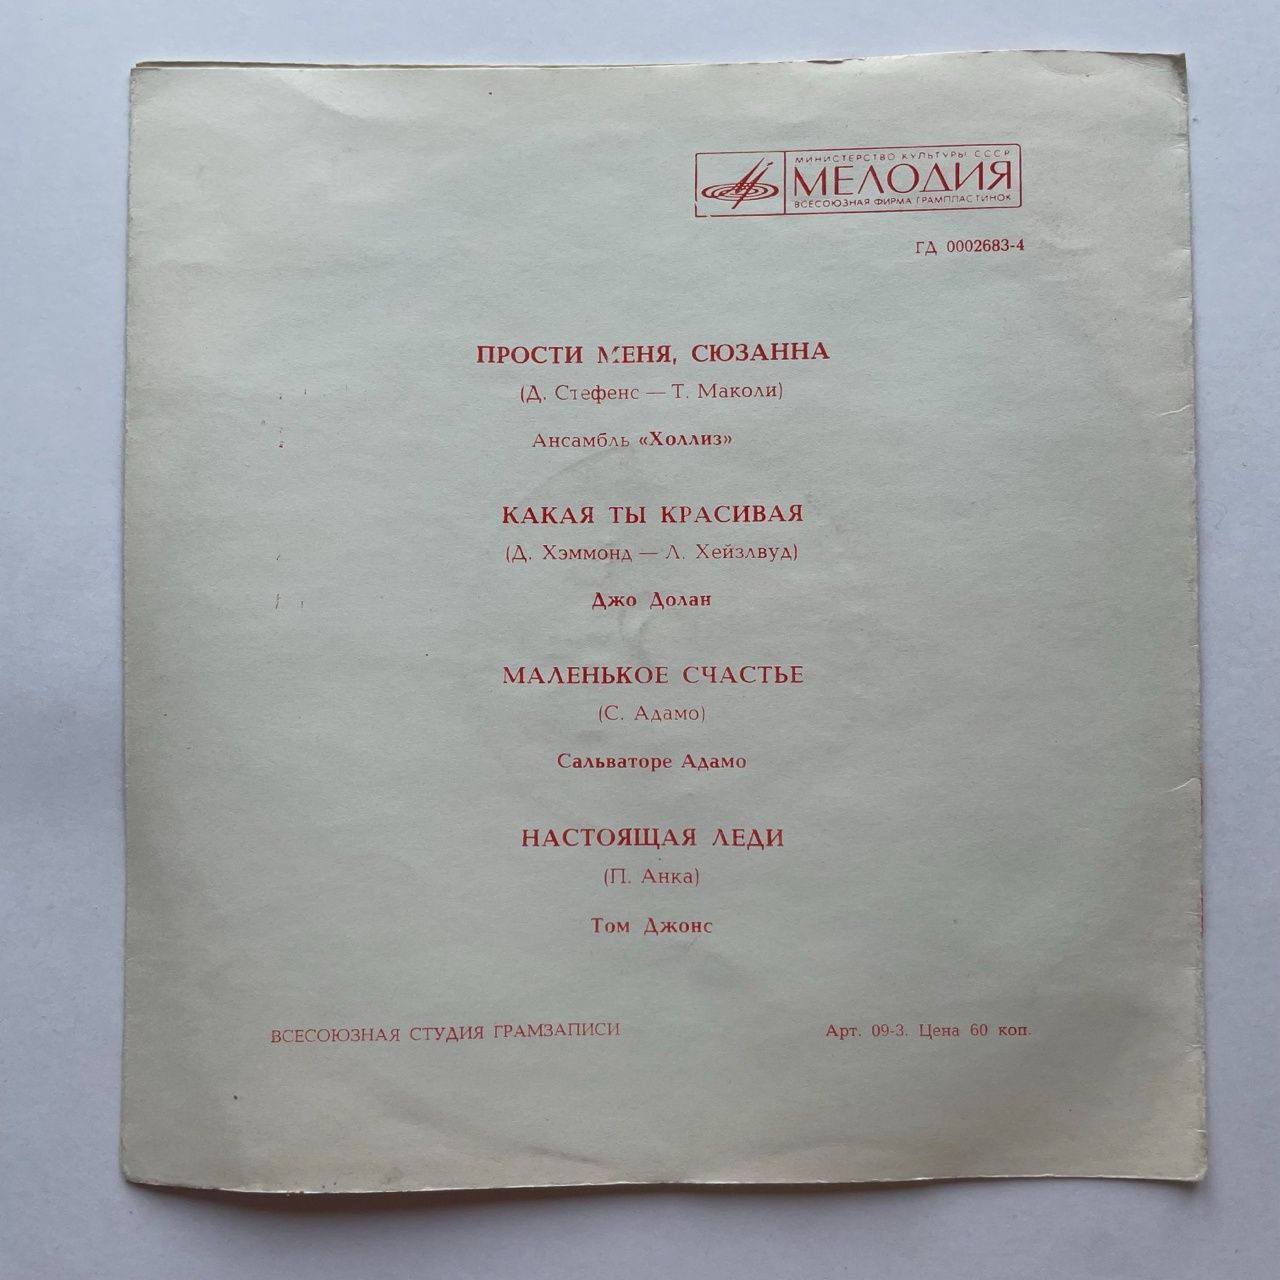 МИНИСТЕРСТВО КУЛЬТУРЫ СССР
МЕЛОДИЯ
ВСЕСОЮЗНАЯ ФИРМА ГРАМПЛАСТИНОК
ГД 0002683-4
ПРОСТИ МЕНЯ, СЮЗАННА
(Д. Стефенс — Т. Маколи)
Ансамбль «Холлиз»
КАКАЯ ТЫ КРАСИВАЯ
(Д. Хэммонд — Л. Хейзлвуд)
Джо Долан
МАЛЕНЬКОЕ СЧАСТЬЕ
(С. Адамо)
Сальваторе Адамо
НАСТОЯЩАЯ ЛЕДИ
(П. Анка)
Том Джонс
ВСЕСОЮЗНАЯ СТУДИЯ ГРАМЗАПИСИ
Арт. 09-3. Цена 60 коп.